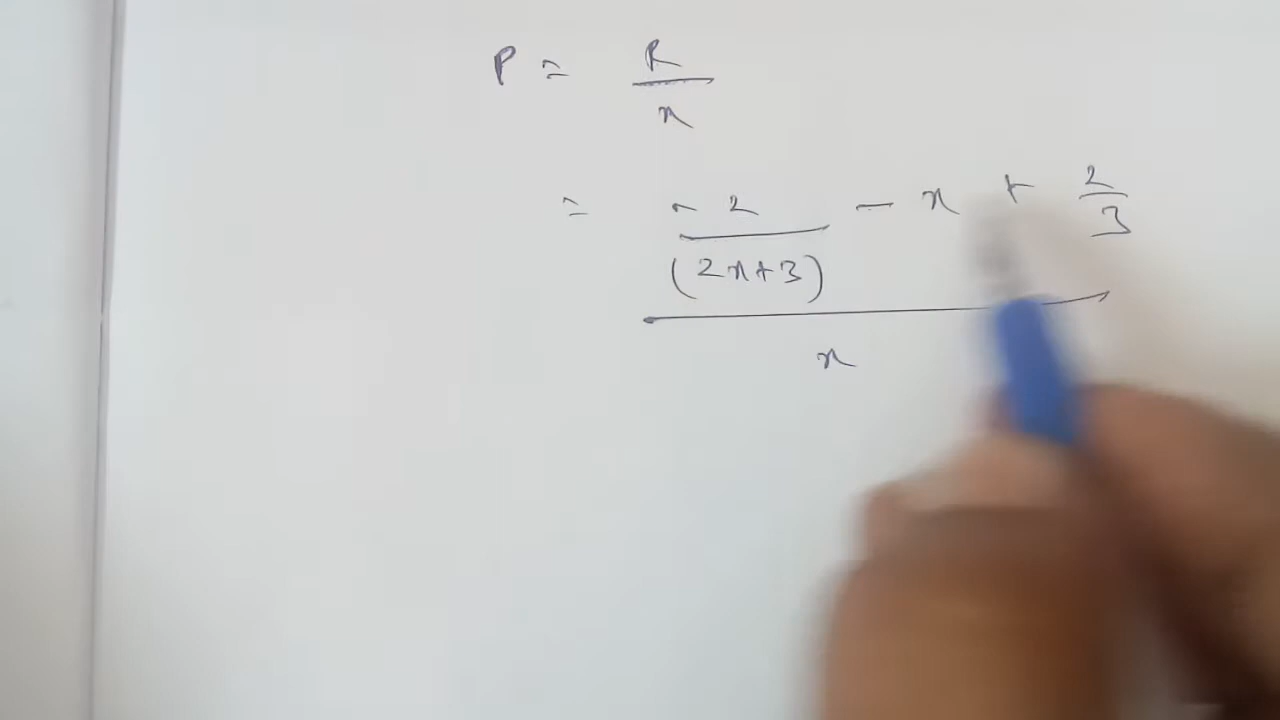 P = R/x
= (-2/(2x+3) - x + 2/3)/x